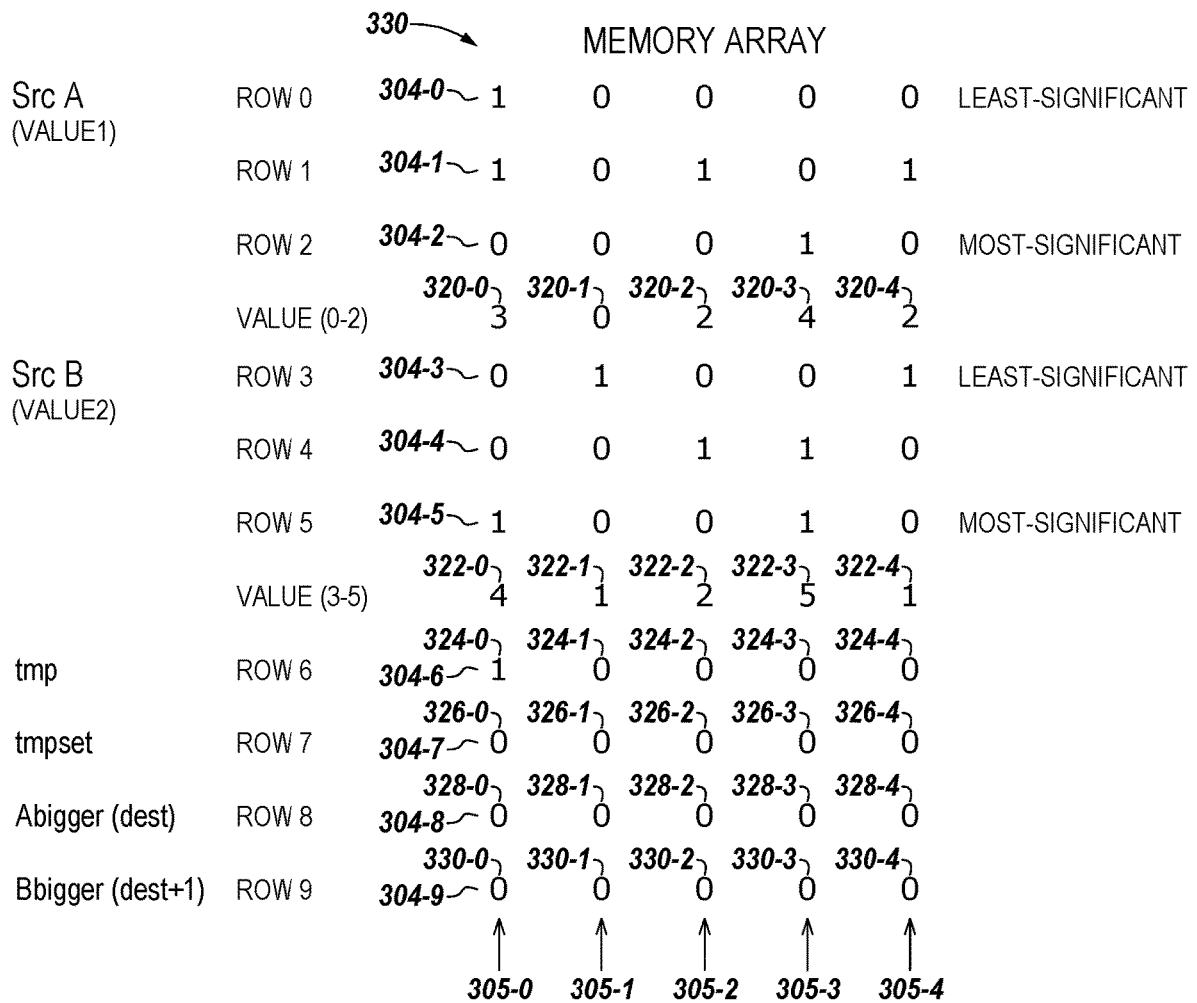 330 MEMORY ARRAY
Src A ROW 0 304-0 1 0 0 0 0 LEAST-SIGNIFICANT
(VALUE1)
ROW 1 304-1 1 0 1 0 1
ROW 2 304-2 0 0 0 1 0 MOST-SIGNIFICANT
320-0 320-1 320-2 320-3 320-4
VALUE (0-2) 3 0 2 4 2
Src B ROW 3 304-3 0 1 0 0 1 LEAST-SIGNIFICANT
(VALUE2)
ROW 4 304-4 0 0 1 1 0
ROW 5 304-5 1 0 0 1 0 MOST-SIGNIFICANT
322-0 322-1 322-2 322-3 322-4
VALUE (3-5) 4 1 2 5 1
324-0 324-1 324-2 324-3 324-4
tmp ROW 6 304-6 1 0 0 0 0
326-0 326-1 326-2 326-3 326-4
tmpset ROW 7 304-7 0 0 0 0 0
328-0 328-1 328-2 328-3 328-4
Abigger (dest) ROW 8 304-8 0 0 0 0 0
330-0 330-1 330-2 330-3 330-4
Bbigger (dest+1) ROW 9 304-9 0 0 0 0 0
305-0 305-1 305-2 305-3 305-4